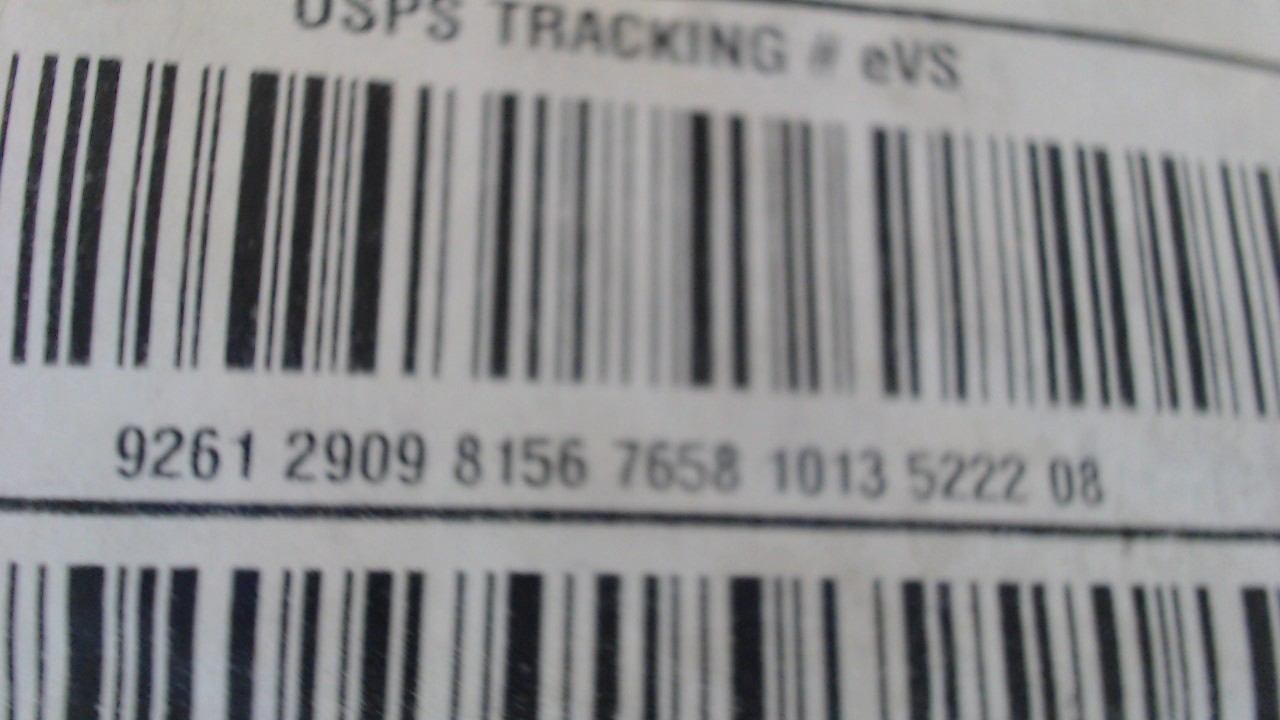 USPS TRACKING # eVS
9261 2909 8156 7658 1013 5222 08